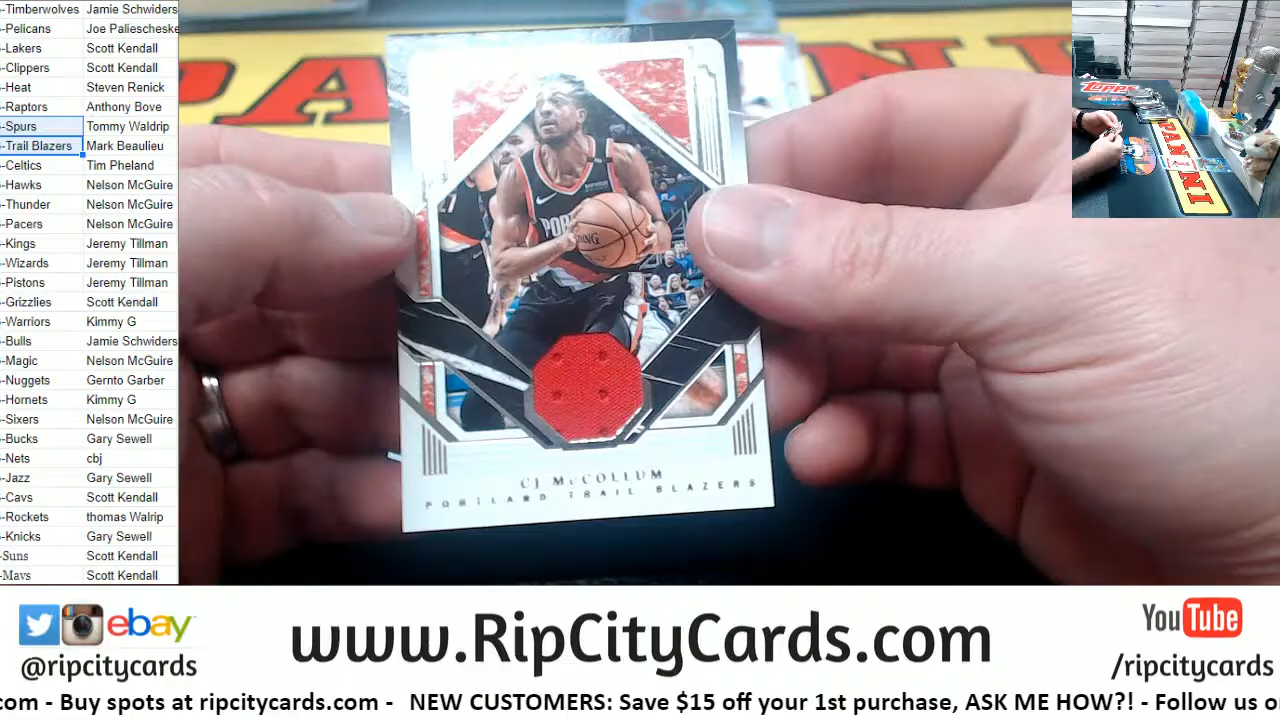 -Timberwolves Jamie Schwiders
-Pelicans Joe Paliescheske
-Lakers Scott Kendall
-Clippers Scott Kendall
-Heat Steven Renick
-Raptors Anthony Bove
-Spurs Tommy Waldrip
-Trail Blazers Mark Beaulieu
-Celtics Tim Pheland
-Hawks Nelson McGuire
-Thunder Nelson McGuire
-Pacers Nelson McGuire
-Kings Jeremy Tillman
-Wizards Jeremy Tillman
-Pistons Jeremy Tillman
-Grizzlies Scott Kendall
-Warriors Kimmy G
-Bulls Jamie Schwiders
-Magic Nelson McGuire
-Nuggets Gernto Garber
-Hornets Kimmy G
-Sixers Nelson McGuire
-Bucks Gary Sewell
-Nets cbj
-Jazz Gary Sewell
-Cavs Scott Kendall
-Rockets thomas Walrip
-Knicks Gary Sewell
-Suns Scott Kendall
-Mavs Scott Kendall
PANINI
TOPPS
PANINI
CJ McCOLLUM
PORTLAND TRAIL BLAZERS
ebay
@ripcitycards
www.RipCityCards.com
YouTube
/ripcitycards
com - Buy spots at ripcitycards.com - NEW CUSTOMERS: Save $15 off your 1st purchase, ASK ME HOW?! - Follow us o